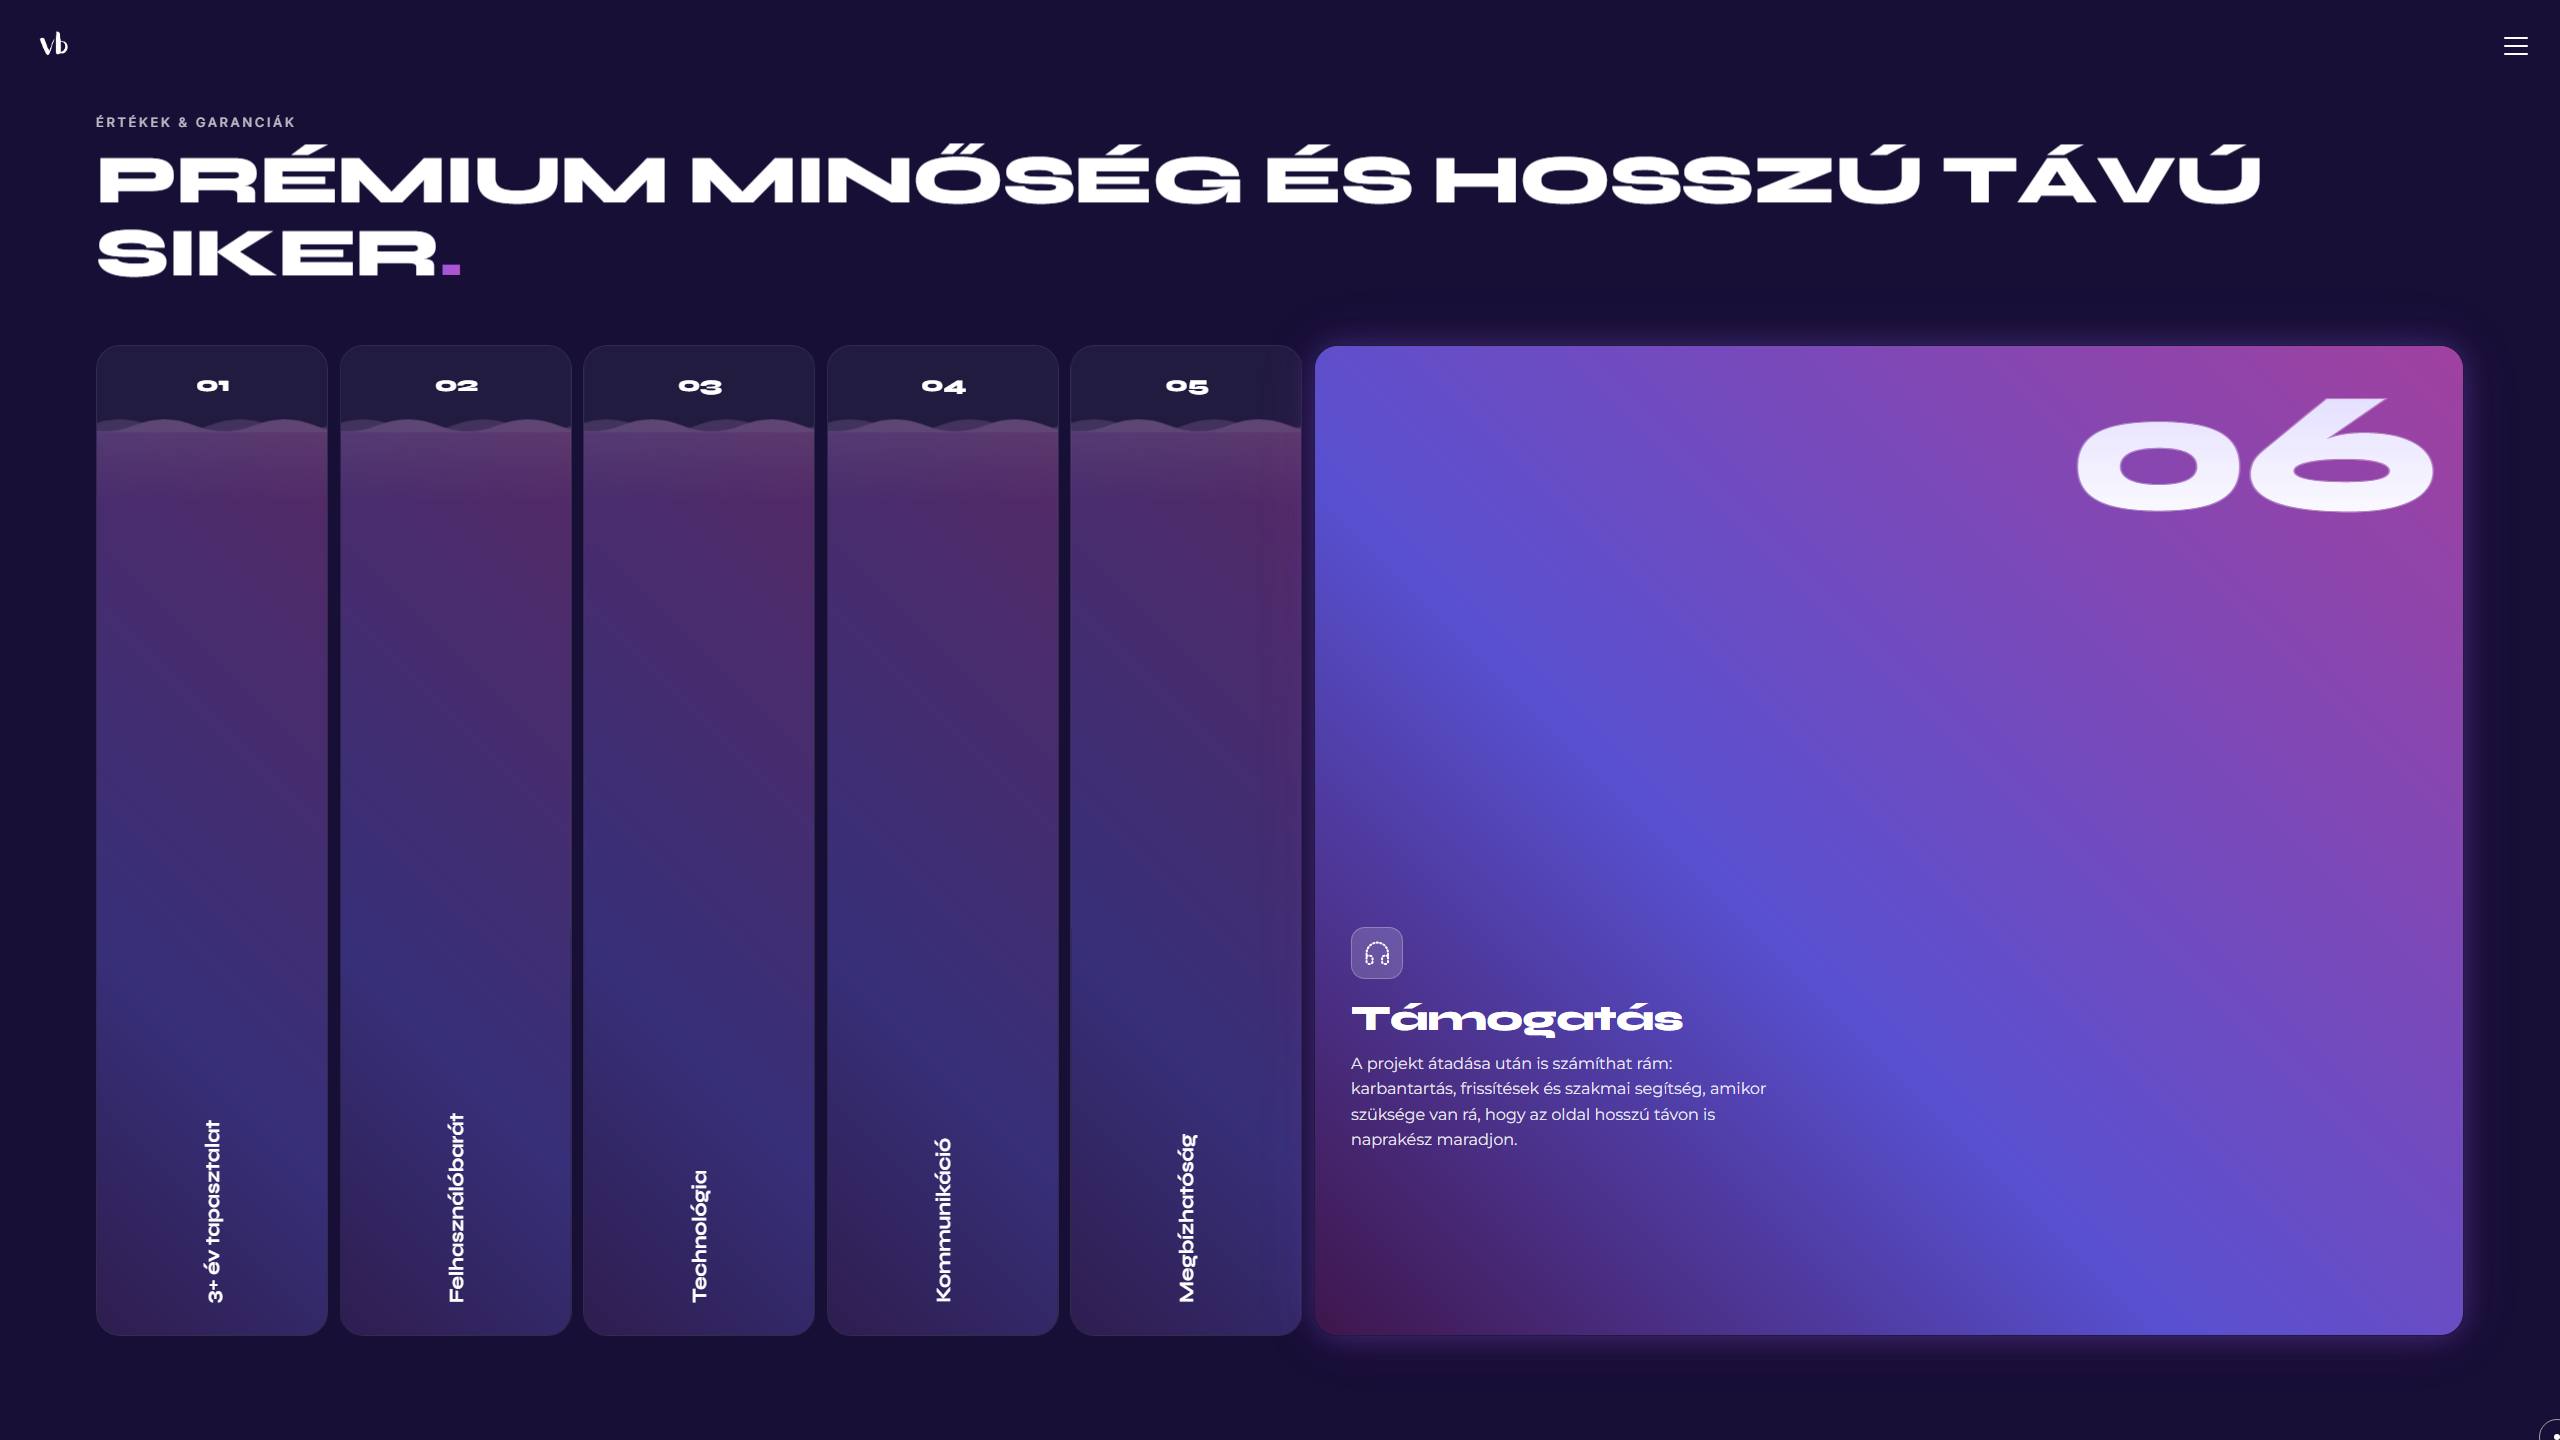 vb
ÉRTÉKEK & GARANCIÁK
PRÉMIUM MINŐSÉG ÉS HOSSZÚ TÁVÚ
SIKER.
01
3+ év tapasztalat
02
Felhasználóbarát
03
Technológia
04
Kommunikáció
05
Megbízhatóság
06
Támogatás
A projekt átadása után is számíthat rám:
karbantartás, frissítések és szakmai segítség, amikor
szüksége van rá, hogy az oldal hosszú távon is
naprakész maradjon.